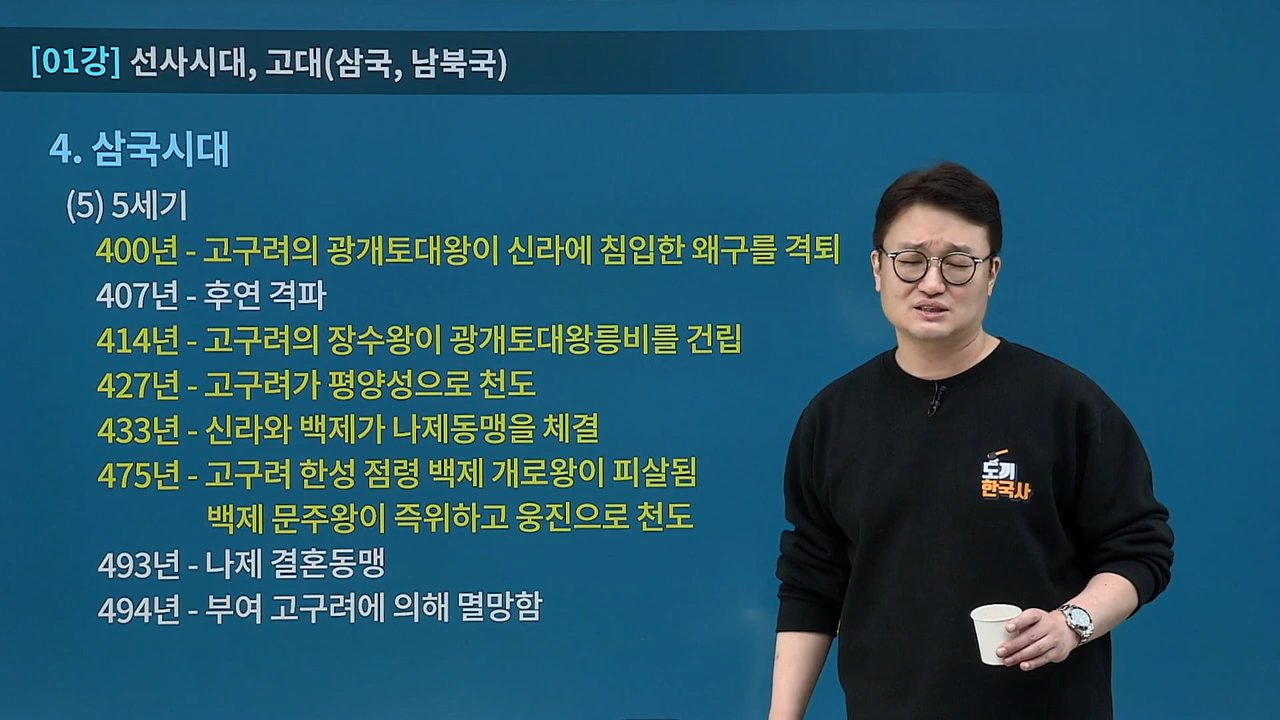 [01강] 선사시대, 고대(삼국, 남북국)
4. 삼국시대
(5) 5세기
400년 - 고구려의 광개토대왕이 신라에 침입한 왜구를 격퇴
407년 - 후연 격파
414년 - 고구려의 장수왕이 광개토대왕릉비를 건립
427년 - 고구려가 평양성으로 천도
433년 - 신라와 백제가 나제동맹을 체결
475년 - 고구려 한성 점령 백제 개로왕이 피살됨
백제 문주왕이 즉위하고 웅진으로 천도
493년 - 나제 결혼동맹
494년 - 부여 고구려에 의해 멸망함
도끼
한국사